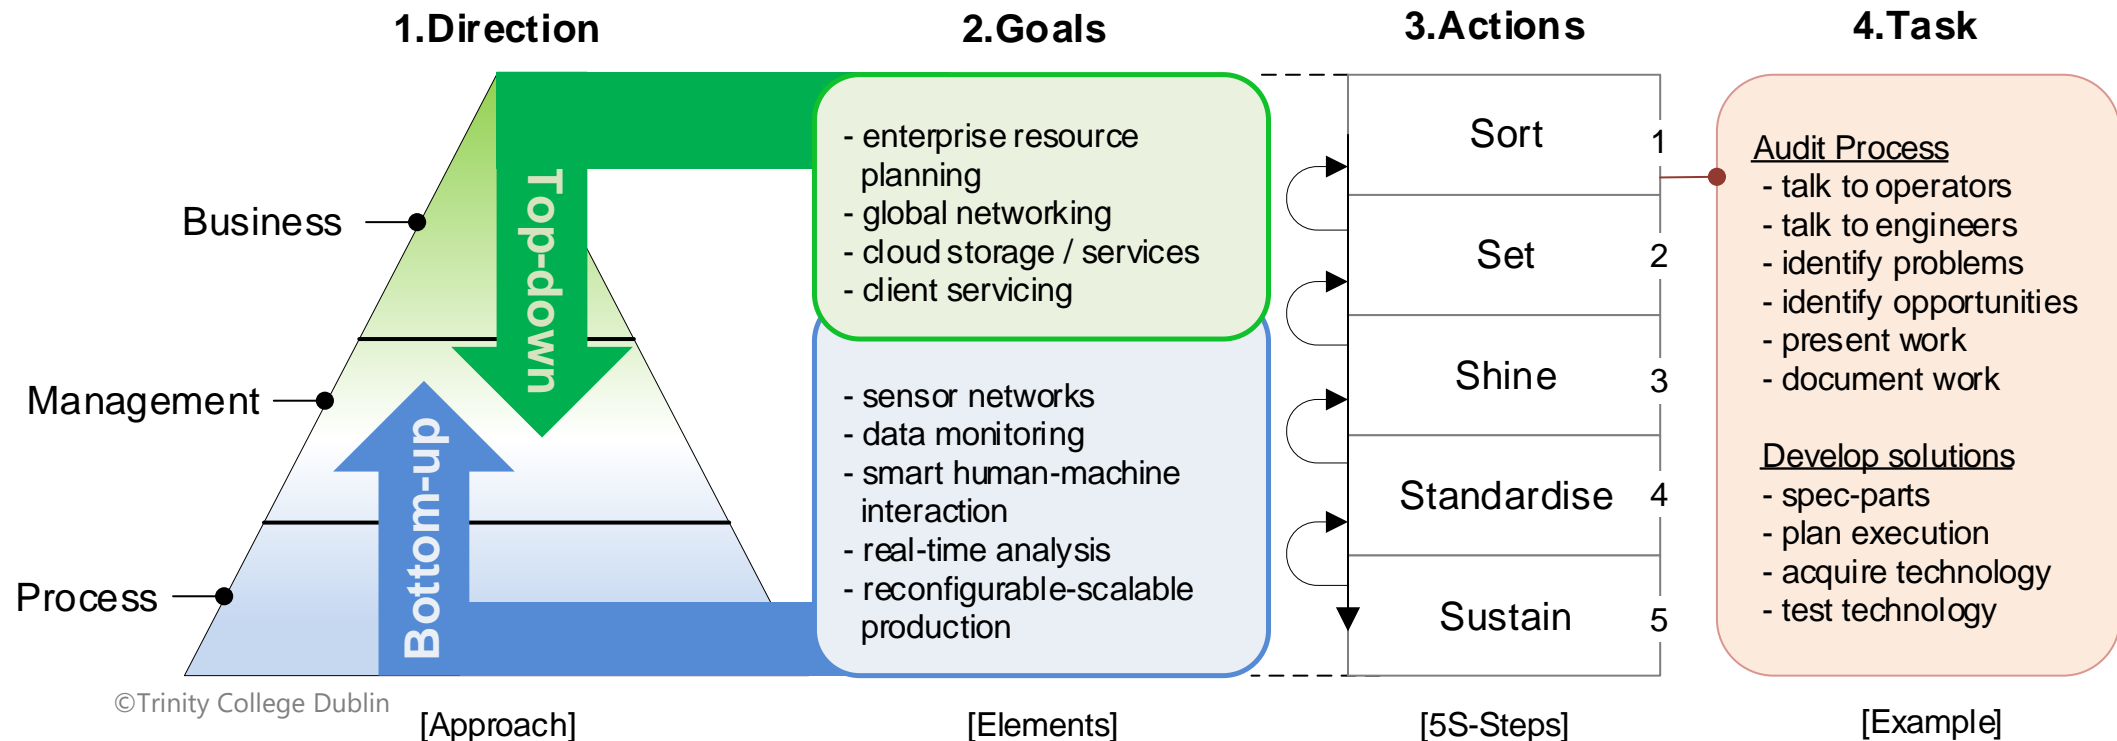 1.Direction
2.Goals
3.Actions
4.Task
Business
Management
Process
Top-down
Bottom-up
- enterprise resource
planning
- global networking
- cloud storage / services
- client servicing
- sensor networks
- data monitoring
- smart human-machine
interaction
- real-time analysis
- reconfigurable-scalable
production
Sort 1
Set 2
Shine 3
Standardise 4
Sustain 5
Audit Process
- talk to operators
- talk to engineers
- identify problems
- identify opportunities
- present work
- document work
Develop solutions
- spec-parts
- plan execution
- acquire technology
- test technology
©Trinity College Dublin
[Approach]
[Elements]
[5S-Steps]
[Example]